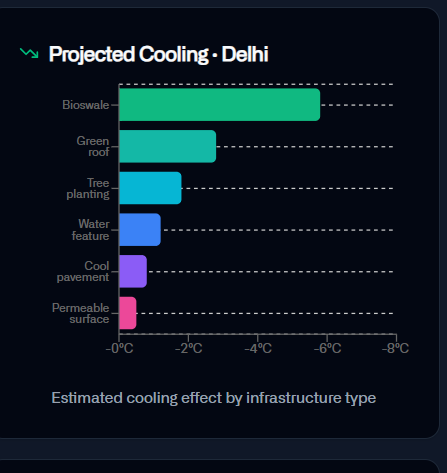 Projected Cooling · Delhi
Bioswale
Green
roof
Tree
planting
Water
feature
Cool
pavement
Permeable
surface
-0°C -2°C -4°C -6°C -8°C
Estimated cooling effect by infrastructure type